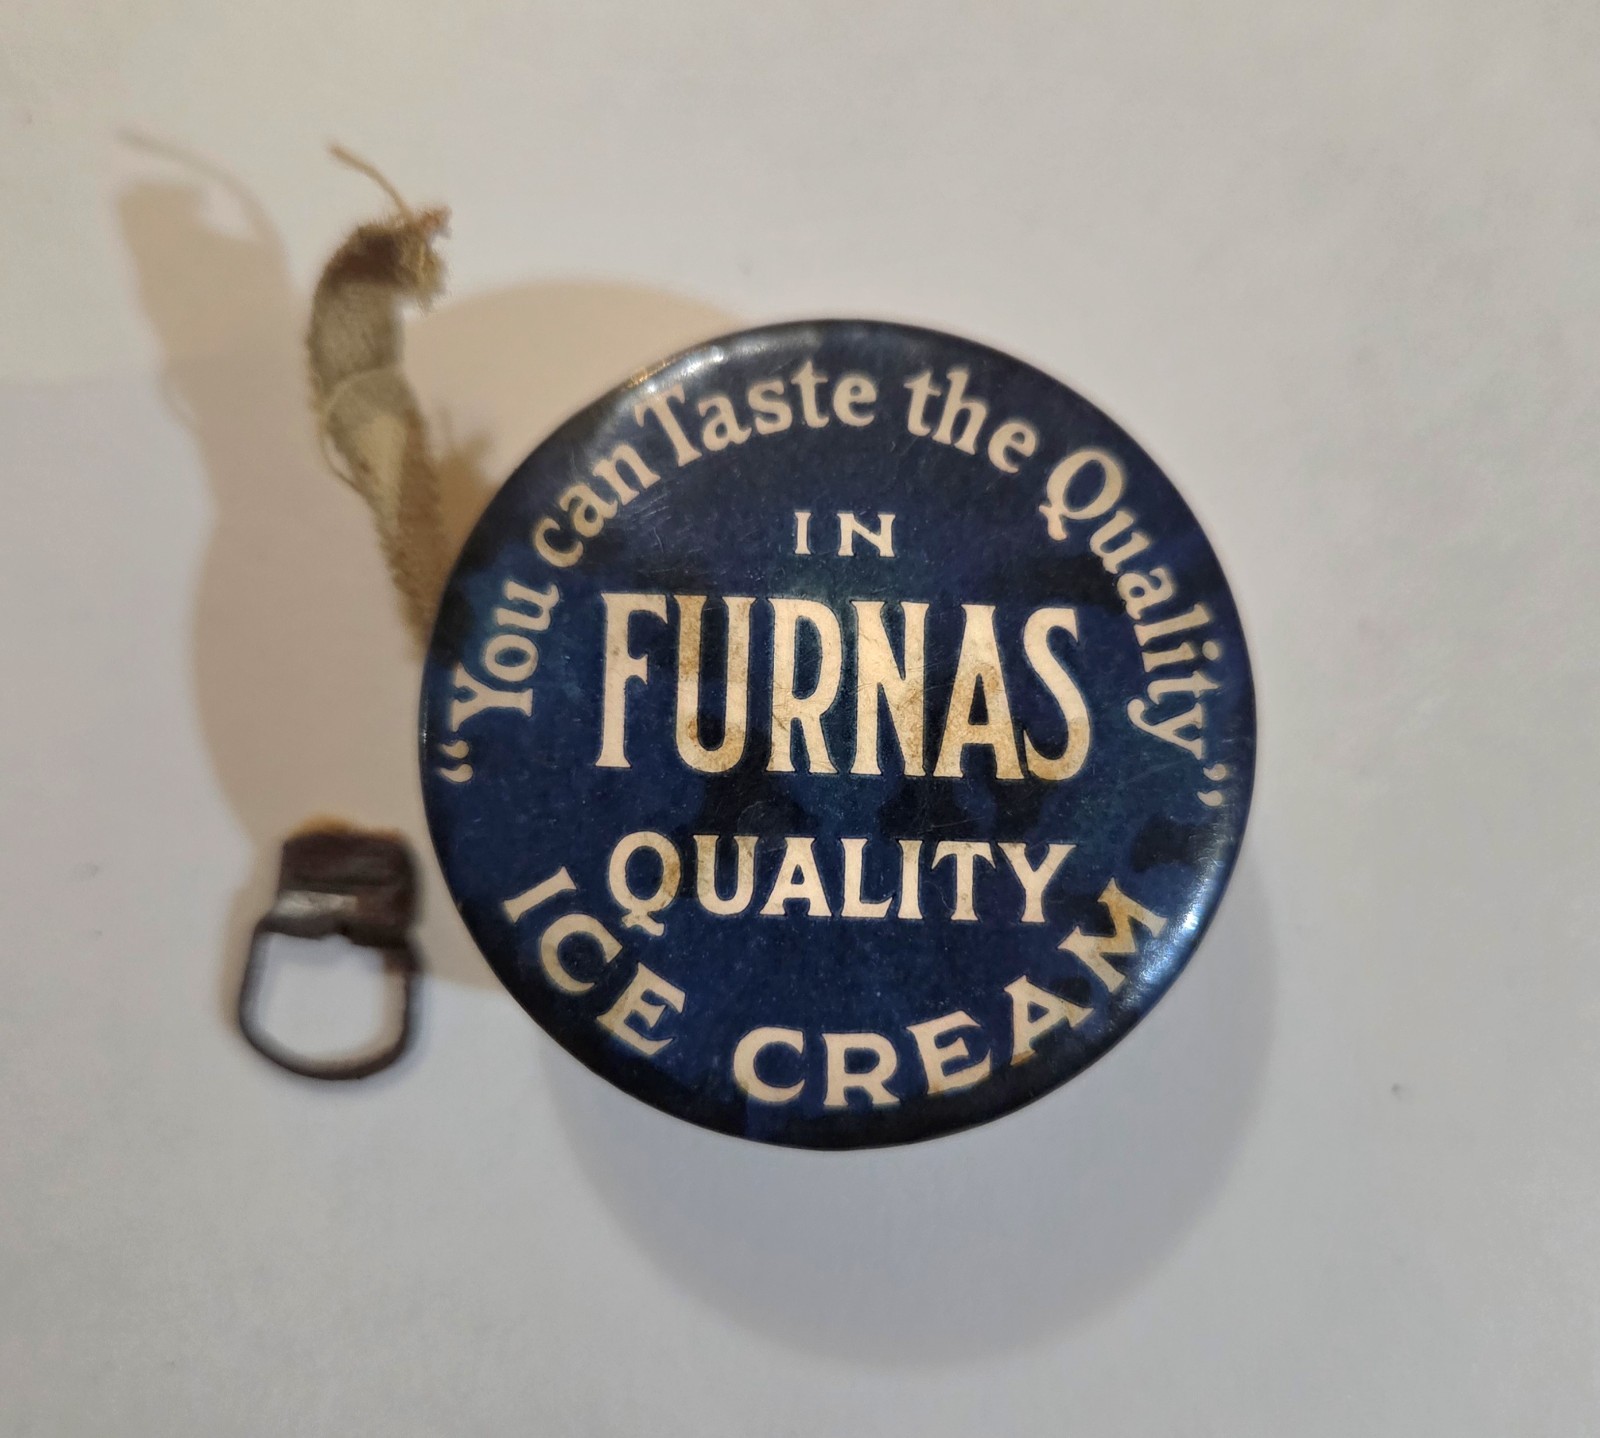 “You can Taste the Quality”
IN
FURNAS
QUALITY
ICE CREAM